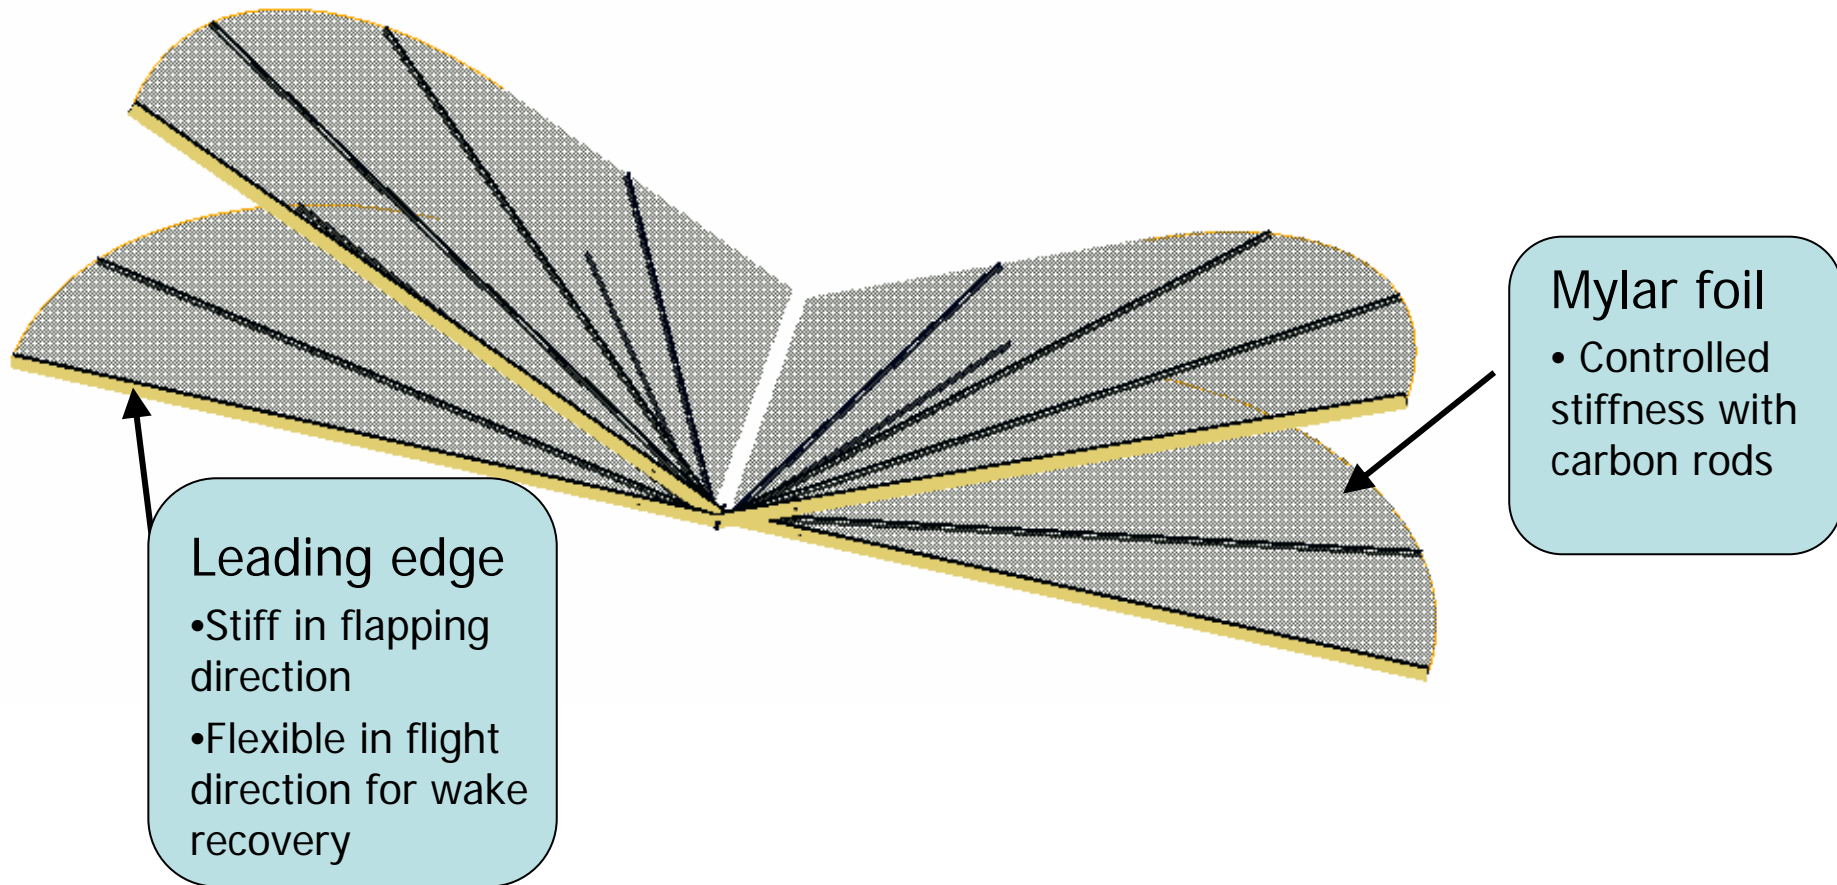 Mylar foil
• Controlled
stiffness with
carbon rods
Leading edge
•Stiff in flapping
direction
•Flexible in flight
direction for wake
recovery